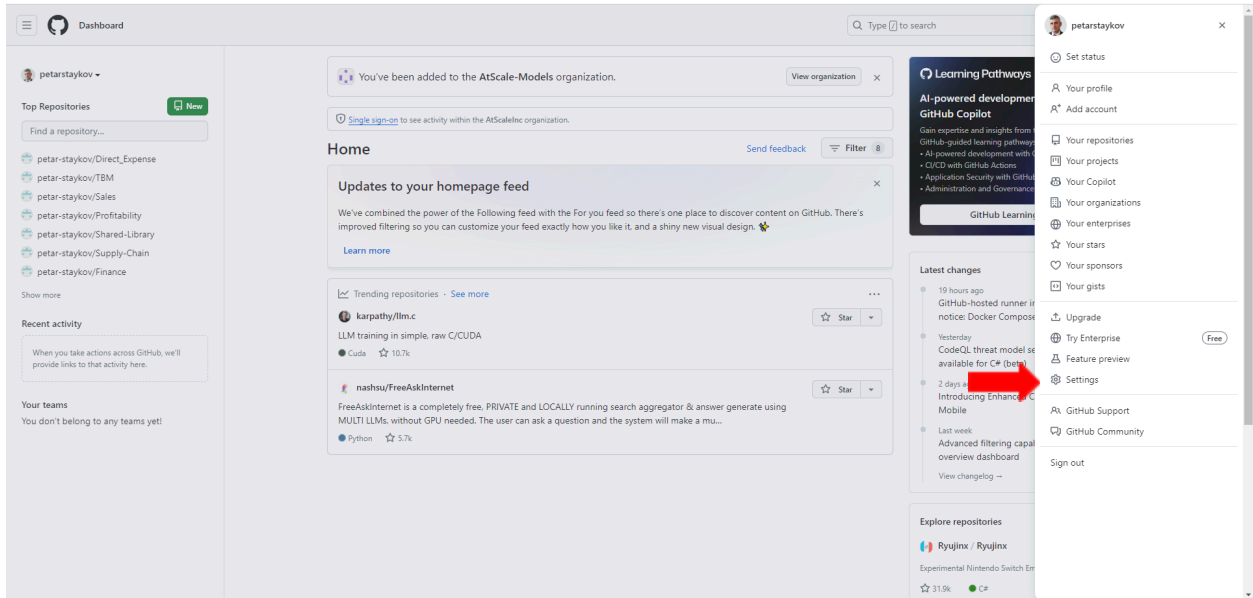 Dashboard
Type / to search
petarstaykov
Top Repositories
New
Find a repository...
petar-staykov/Direct_Expense
petar-staykov/TBM
petar-staykov/Sales
petar-staykov/Profitability
petar-staykov/Shared-Library
petar-staykov/Supply-Chain
petar-staykov/Finance
Show more
Recent activity
When you take actions across GitHub, we'll
provide links to that activity here.
Your teams
You don't belong to any teams yet!
You've been added to the AtScale-Models organization.
View organization
Single sign-on to see activity within the AtScaleInc organization.
Home
Send feedback
Filter 8
Updates to your homepage feed
We've combined the power of the Following feed with the For you feed so there's one place to discover content on GitHub. There's
improved filtering so you can customize your feed exactly how you like it, and a shiny new visual design.
Learn more
Trending repositories · See more
karpathy/llm.c
Star
LLM training in simple, raw C/CUDA
Cuda 10.7k
nashsu/FreeAskInternet
Star
FreeAskInternet is a completely free, PRIVATE and LOCALLY running search aggregator & answer generate using
MULTI LLMs, without GPU needed. The user can ask a question and the system will make a mu...
Python 5.7k
Learning Pathways
AI-powered developmen
GitHub Copilot
Gain expertise and insights from
GitHub-guided learning pathways
• AI-powered development with
• CI/CD with GitHub Actions
• Application Security with GitHub
• Administration and Governance
GitHub Learning
Latest changes
19 hours ago
GitHub-hosted runner
notice: Docker Compose
Yesterday
CodeQL threat model
available for C# (beta)
2 days
Introducing Enhanced
Mobile
Last week
Advanced filtering
overview dashboard
View changelog →
Explore repositories
Ryujinx / Ryujinx
Experimental Nintendo Switch
31.9k C#
petarstaykov
Set status
Your profile
Add account
Your repositories
Your projects
Your Copilot
Your organizations
Your enterprises
Your stars
Your sponsors
Your gists
Upgrade
Try Enterprise Free
Feature preview
Settings
GitHub Support
GitHub Community
Sign out